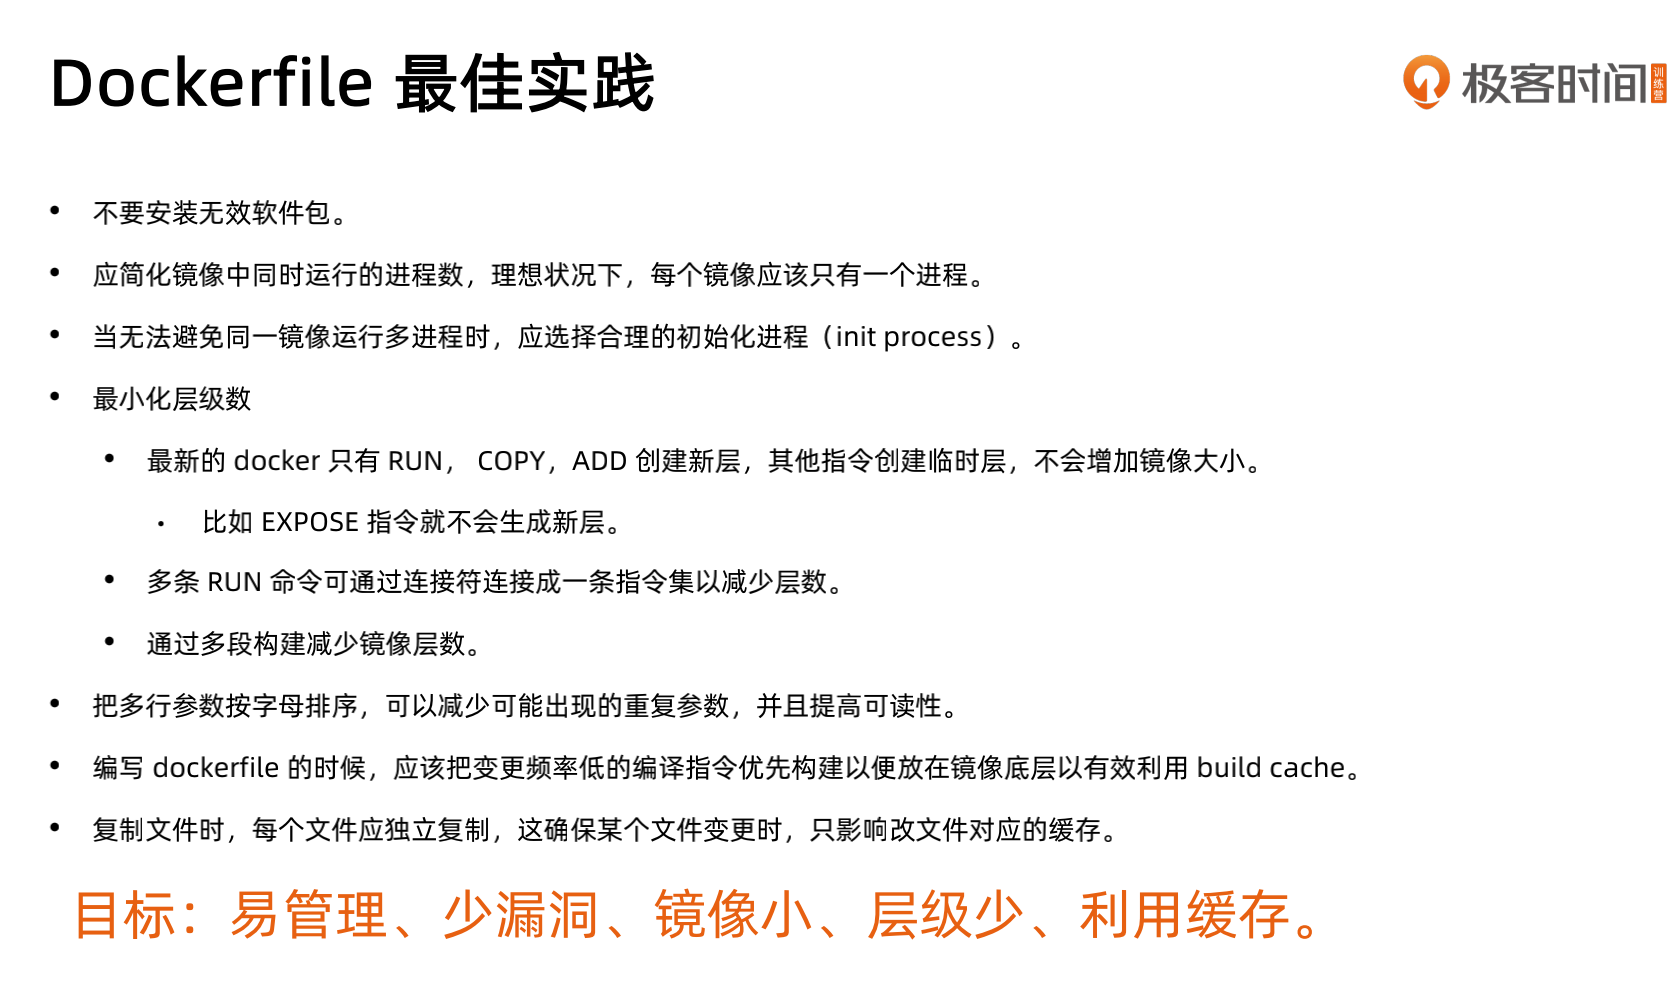 Dockerfile 最佳实践
极客时间 训练营
• 不要安装无效软件包。
• 应简化镜像中同时运行的进程数，理想状况下，每个镜像应该只有一个进程。
• 当无法避免同一镜像运行多进程时，应选择合理的初始化进程（init process）。
• 最小化层级数
• 最新的 docker 只有 RUN， COPY，ADD 创建新层，其他指令创建临时层，不会增加镜像大小。
• 比如 EXPOSE 指令就不会生成新层。
• 多条 RUN 命令可通过连接符连接成一条指令集以减少层数。
• 通过多段构建减少镜像层数。
• 把多行参数按字母排序，可以减少可能出现的重复参数，并且提高可读性。
• 编写 dockerfile 的时候，应该把变更频率低的编译指令优先构建以便放在镜像底层以有效利用 build cache。
• 复制文件时，每个文件应独立复制，这确保某个文件变更时，只影响改文件对应的缓存。
目标：易管理、少漏洞、镜像小、层级少、利用缓存。